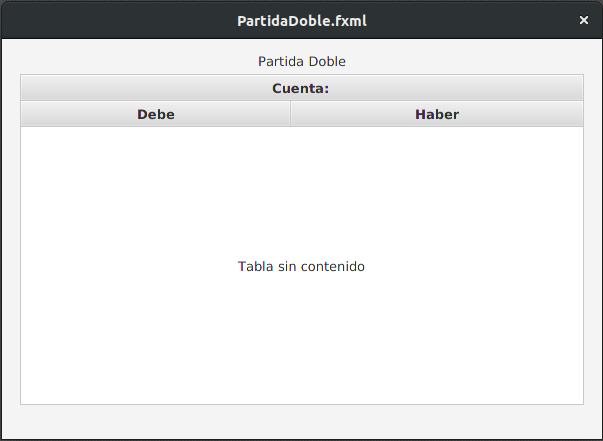 PartidaDoble.fxml
Partida Doble
Cuenta:
Debe Haber
Tabla sin contenido